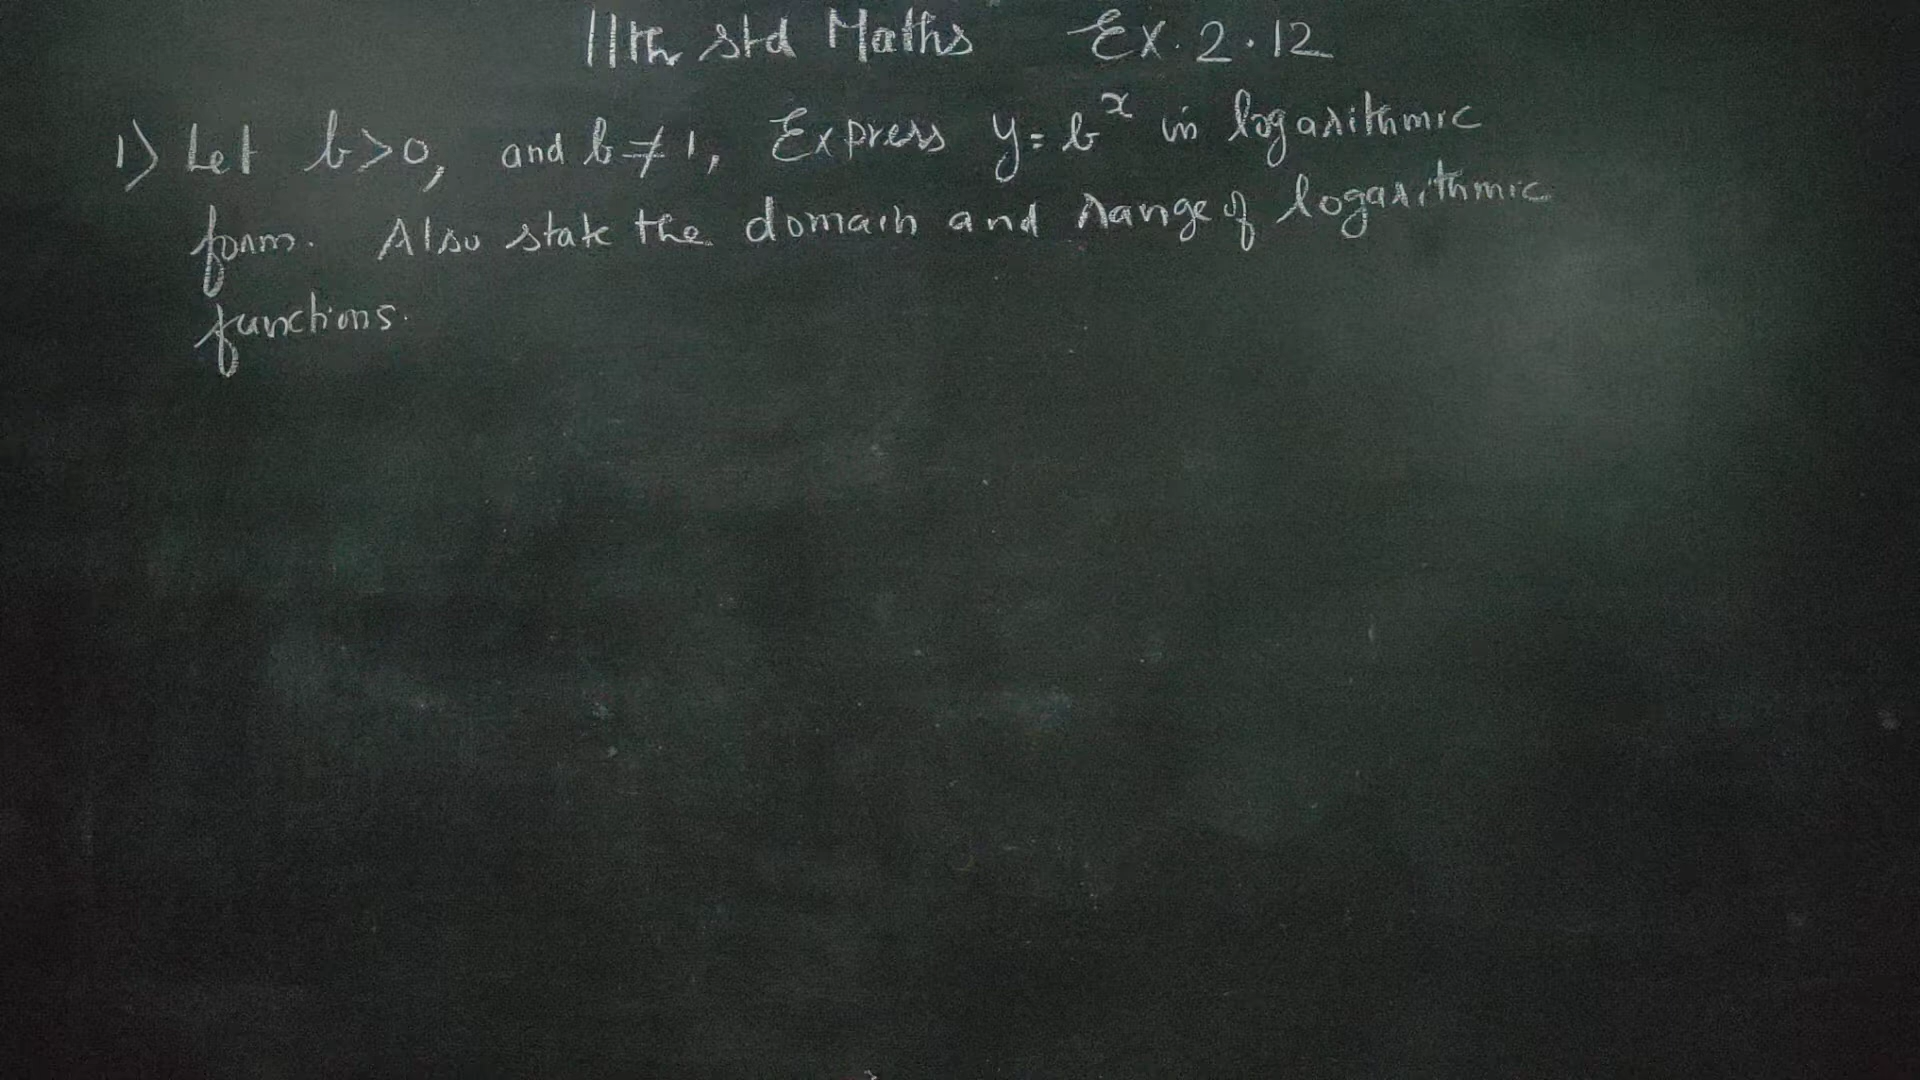 11th std Maths Ex. 2.12
1) Let b>0, and b≠1, Express y=bˣ in logarithmic
form. Also state the domain and range of logarithmic
functions.